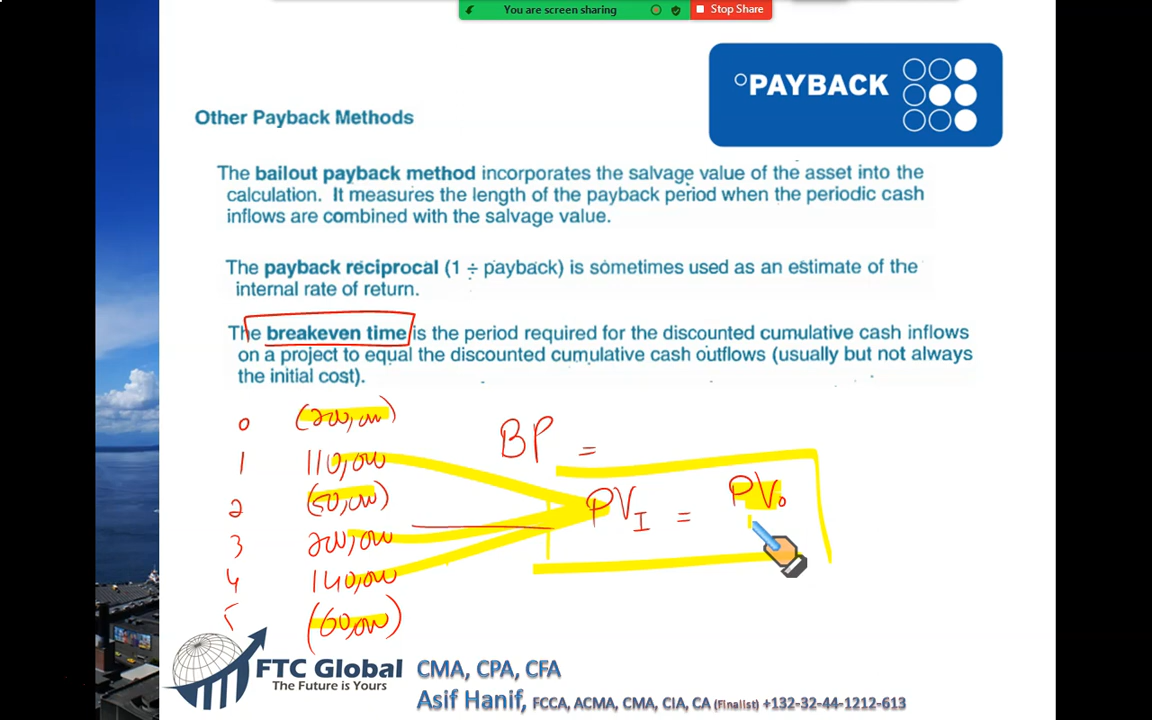 You are screen sharing
Stop Share
PAYBACK
Other Payback Methods
The bailout payback method incorporates the salvage value of the asset into the
calculation. It measures the length of the payback period when the periodic cash
inflows are combined with the salvage value.
The payback reciprocal (1 ÷ payback) is sometimes used as an estimate of the
internal rate of return.
The breakeven time is the period required for the discounted cumulative cash inflows
on a project to equal the discounted cumulative cash outflows (usually but not always
the initial cost).
0 (200,000)
1 110,000
2 (50,000)
3 200,000
4 140,000
5 (60,000)
BP =
PV I = PV o
FTC Global
The Future is Yours
CMA, CPA, CFA
Asif Hanif, FCCA, ACMA, CMA, CIA, CA (Finalist) +132-32-44-1212-613